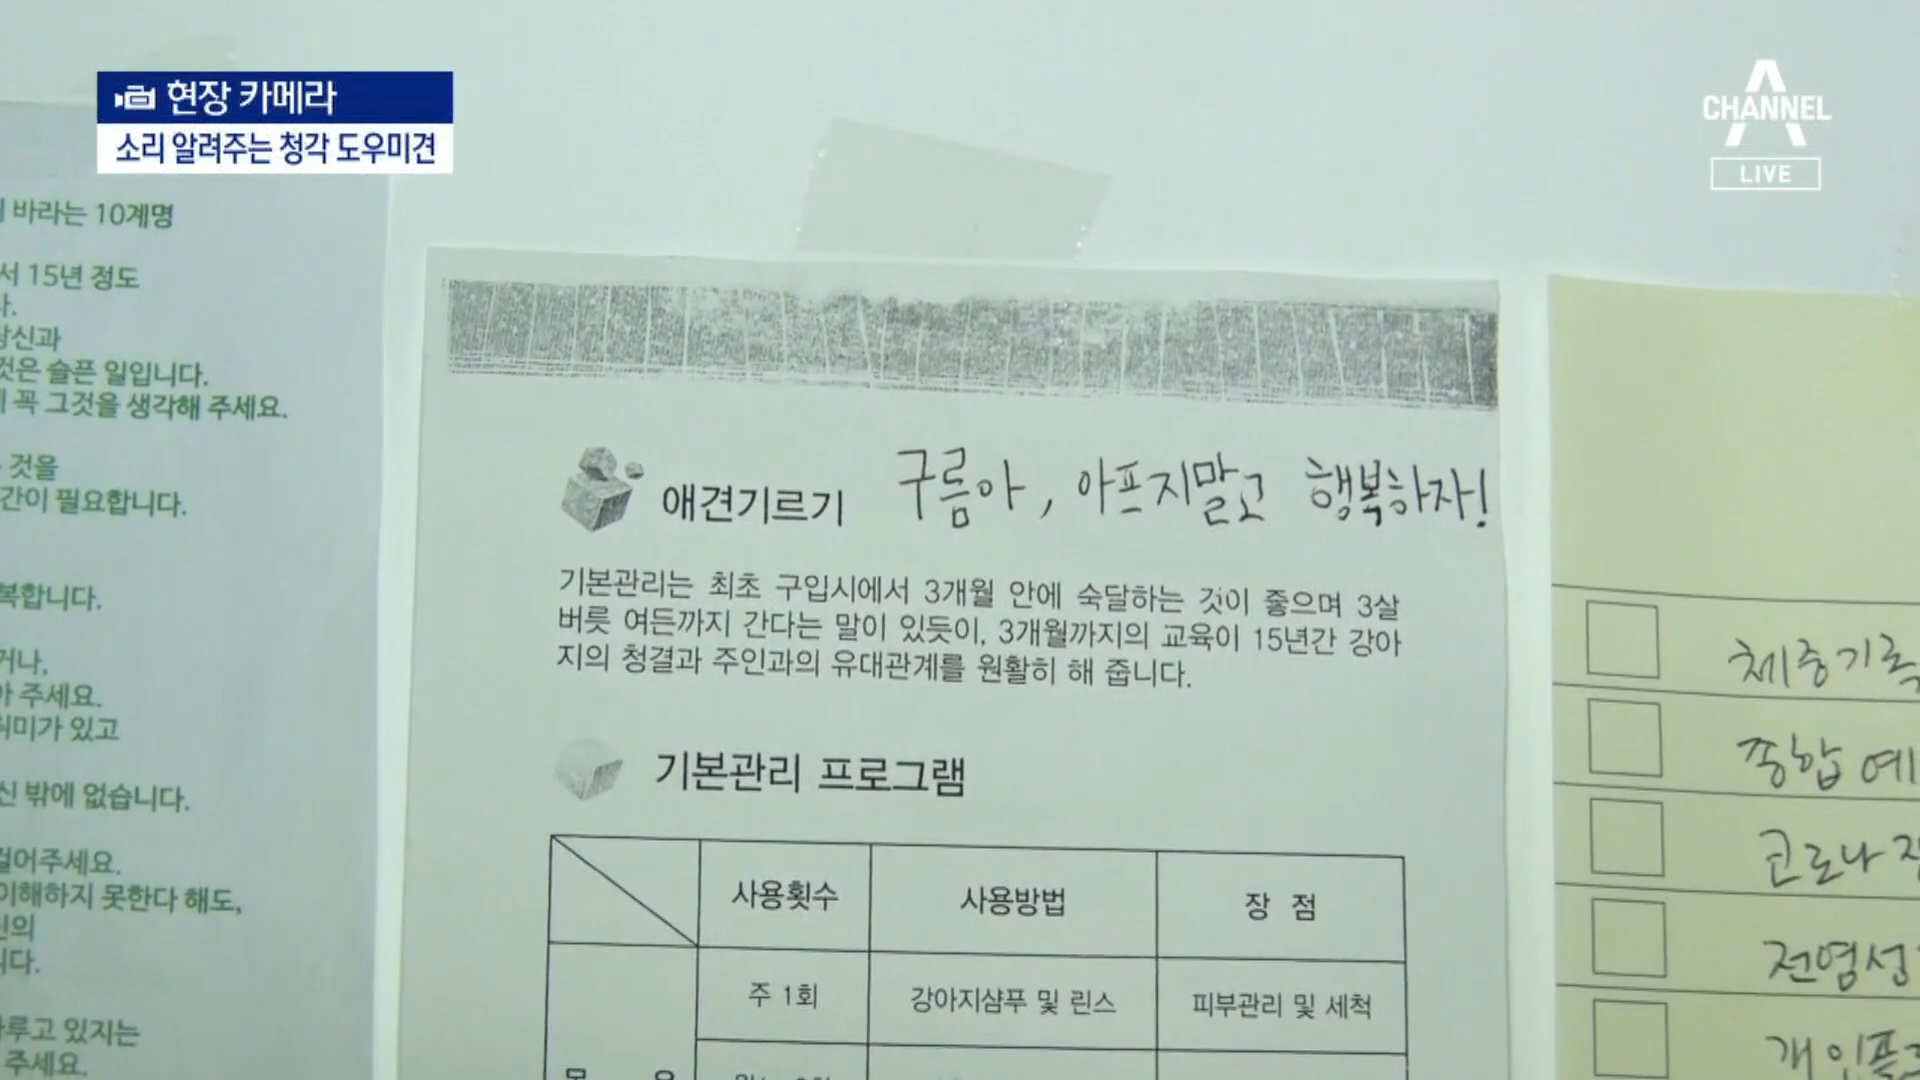 현장 카메라
소리 알려주는 청각 도우미견
CHANNEL A
LIVE
바라는 10계명
서 15년 정도
다.
당신과
것은 슬픈 일입니다.
꼭 그것을 생각해 주세요.
것을
간이 필요합니다.
복합니다.
거나,
주세요.
취미가 있고
신 밖에 없습니다.
걸어주세요.
이해하지 못한다 해도,
신의
니다.
다루고 있지는
주세요.
애견기르기 구름아, 아프지말고 행복하자!
기본관리는 최초 구입시에서 3개월 안에 숙달하는 것이 좋으며 3살
버릇 여든까지 간다는 말이 있듯이, 3개월까지의 교육이 15년간 강아
지의 청결과 주인과의 유대관계를 원활히 해 줍니다.
기본관리 프로그램
사용횟수 사용방법 장 점
주 1회 강아지샴푸 및 린스 피부관리 및 세척
체중기록
종합 예
코로나
전염성
개인플